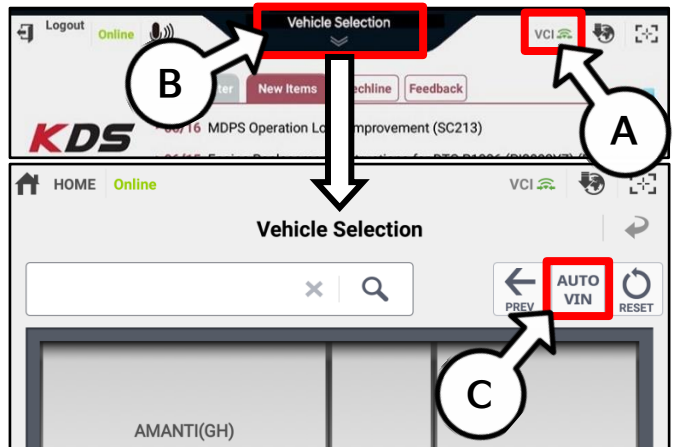 Logout
Online
Vehicle Selection
VCI
B
New Items
Feedback
A
KDS
16 MDPS Operation Lo
mprovement (SC213)
HOME
Online
VCI
Vehicle Selection
PREV
AUTO
VIN
RESET
C
AMANTI(GH)